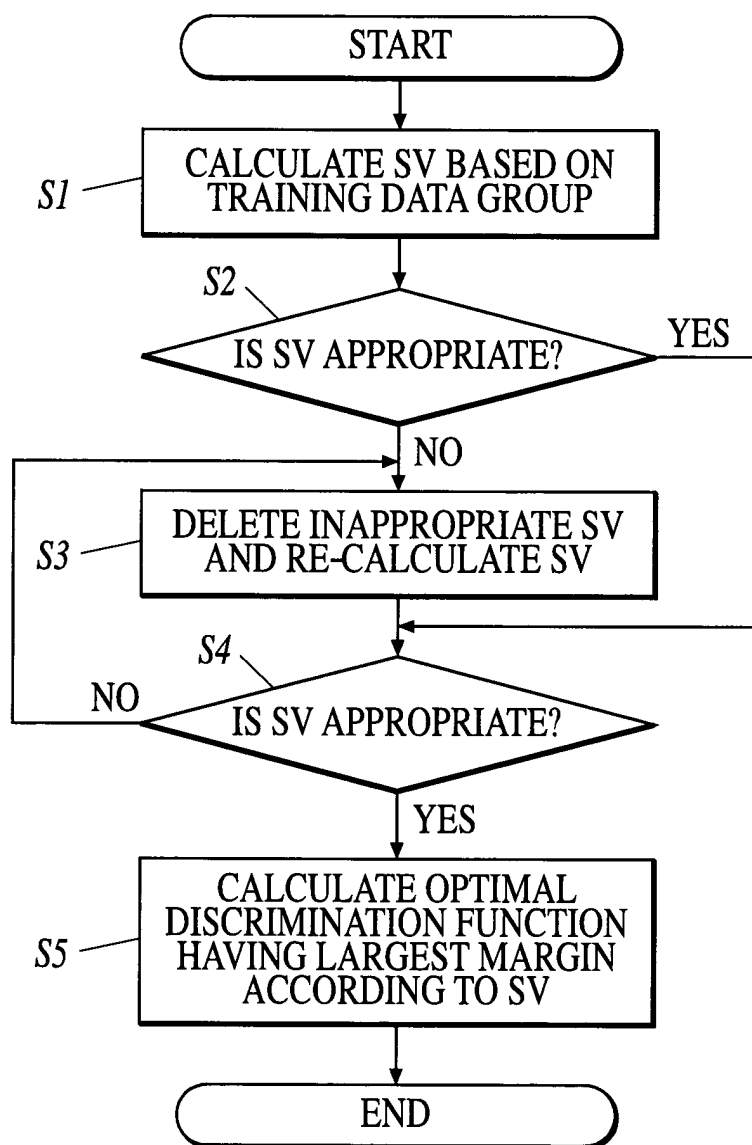 START
S1
CALCULATE SV BASED ON
TRAINING DATA GROUP
S2
IS SV APPROPRIATE?
YES
NO
S3
DELETE INAPPROPRIATE SV
AND RE-CALCULATE SV
S4
NO
IS SV APPROPRIATE?
YES
S5
CALCULATE OPTIMAL
DISCRIMINATION FUNCTION
HAVING LARGEST MARGIN
ACCORDING TO SV
END